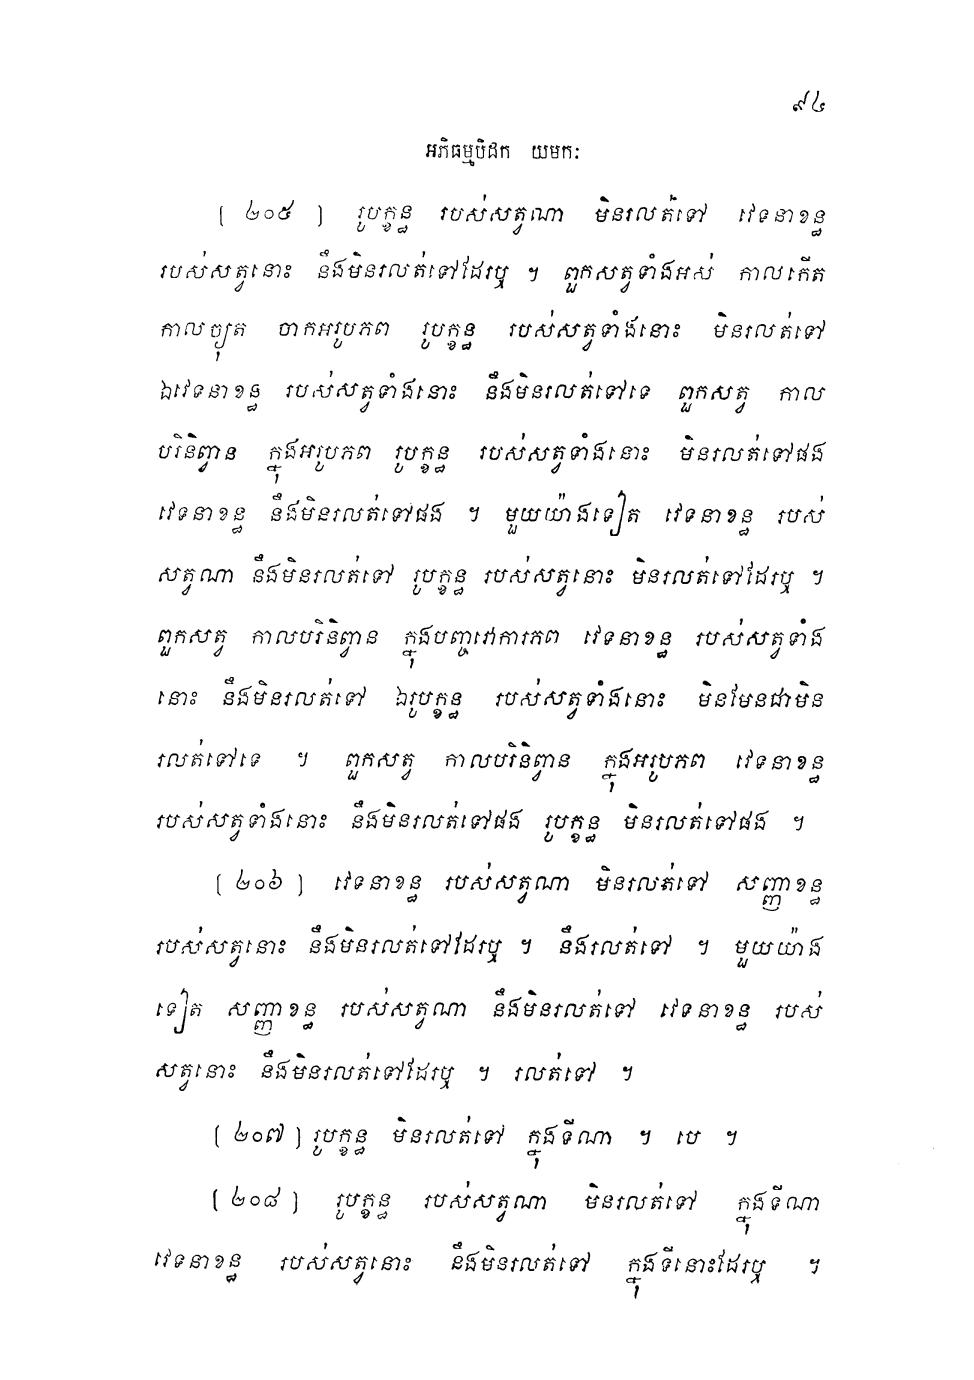 ៩៤
អភិធម្មបិដក យមកៈ
[ ២០៥ ] រូបក្ខន្ធ របស់សត្វណា មិនរលត់ទៅ វេទនាខន្ធ
របស់សត្វនោះ នឹងមិនរលត់ទៅដែរឬ ។ ពួកសត្វទាំងអស់ កាលកើត
កាលច្យុត ចាកអរូបភព រូបក្ខន្ធ របស់សត្វទាំងនោះ មិនរលត់ទៅ
ឯវេទនាខន្ធ របស់សត្វទាំងនោះ នឹងមិនរលត់ទៅទេ ពួកសត្វ កាល
បរិនិព្វាន ក្នុងអរូបភព រូបក្ខន្ធ របស់សត្វទាំងនោះ មិនរលត់ទៅផង
វេទនាខន្ធ នឹងមិនរលត់ទៅផង ។ មួយយ៉ាងទៀត វេទនាខន្ធ របស់
សត្វណា នឹងមិនរលត់ទៅ រូបក្ខន្ធ របស់សត្វនោះ មិនរលត់ទៅដែរឬ ។
ពួកសត្វ កាលបរិនិព្វាន ក្នុងបញ្ចវោការភព វេទនាខន្ធ របស់សត្វទាំង
នោះ នឹងមិនរលត់ទៅ ឯរូបក្ខន្ធ របស់សត្វទាំងនោះ មិនមែនជាមិន
រលត់ទៅទេ ។ ពួកសត្វ កាលបរិនិព្វាន ក្នុងអរូបភព វេទនាខន្ធ
របស់សត្វទាំងនោះ នឹងមិនរលត់ទៅផង រូបក្ខន្ធ មិនរលត់ទៅផង ។
[ ២០៦ ] វេទនាខន្ធ របស់សត្វណា មិនរលត់ទៅ សញ្ញាខន្ធ
របស់សត្វនោះ នឹងមិនរលត់ទៅដែរឬ ។ នឹងរលត់ទៅ ។ មួយយ៉ាង
ទៀត សញ្ញាខន្ធ របស់សត្វណា នឹងមិនរលត់ទៅ វេទនាខន្ធ របស់
សត្វនោះ នឹងមិនរលត់ទៅដែរឬ ។ រលត់ទៅ ។
[ ២០៧ ] រូបក្ខន្ធ មិនរលត់ទៅ ក្នុងទីណា ។ បេ ។
[ ២០៨ ] រូបក្ខន្ធ របស់សត្វណា មិនរលត់ទៅ ក្នុងទីណា
វេទនាខន្ធ របស់សត្វនោះ នឹងមិនរលត់ទៅ ក្នុងទីនោះដែរឬ ។